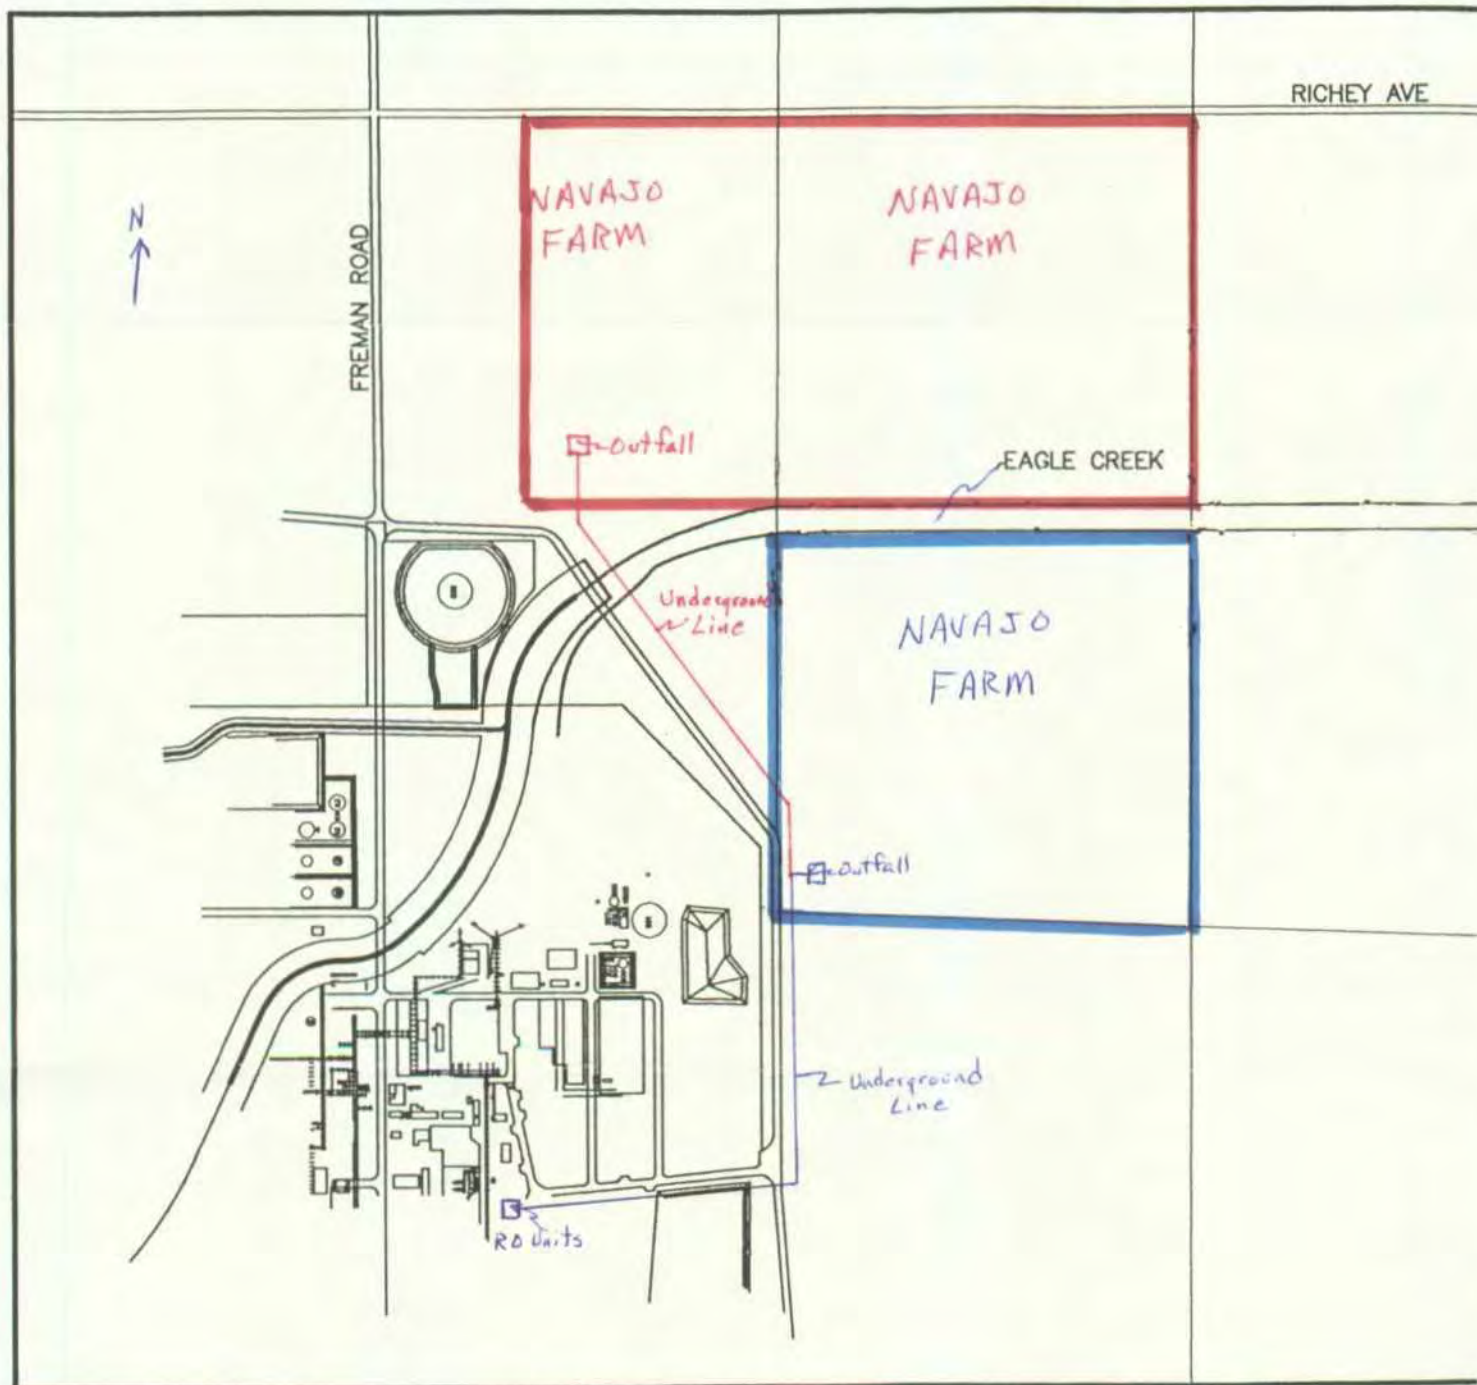 RICHEY AVE
NAVAJO
FARM
NAVAJO
FARM
N
FREMAN ROAD
Outfall
EAGLE CREEK
Underground
Line
NAVAJO
FARM
Outfall
Underground
Line
RO Units